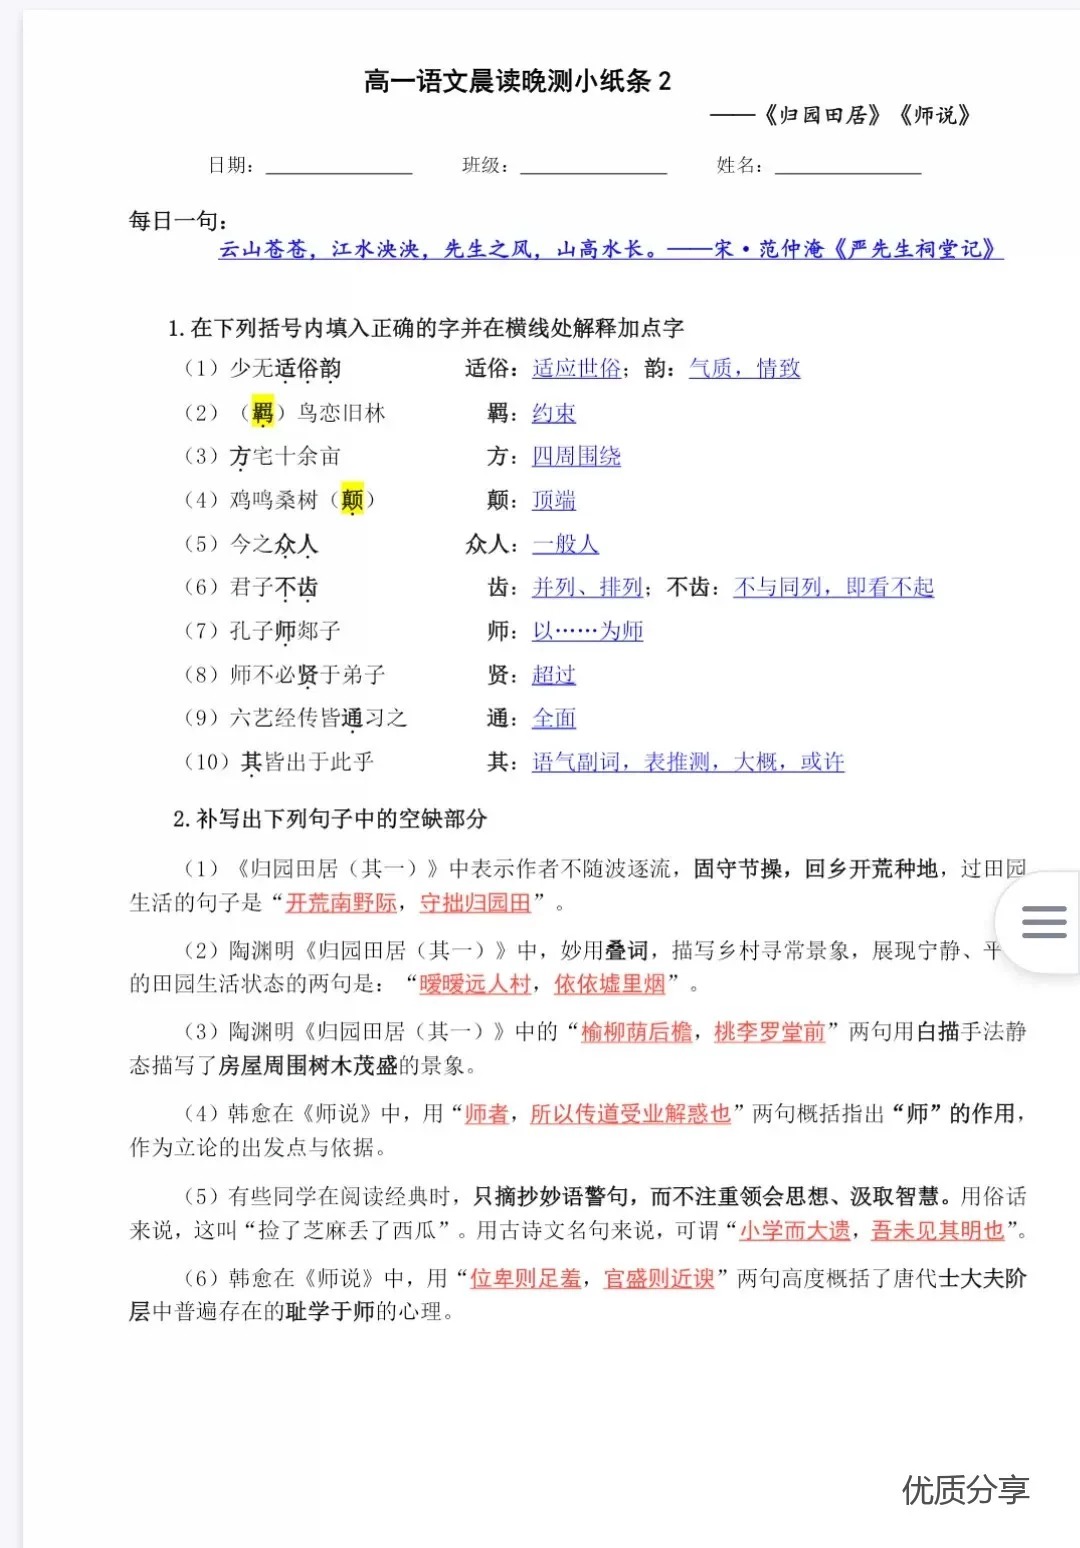 高一语文晨读晚测小纸条 2
——《归园田居》《师说》
日期：____________ 班级：____________ 姓名：____________
每日一句：
云山苍苍，江水泱泱，先生之风，山高水长。——宋·范仲淹《严先生祠堂记》
1.在下列括号内填入正确的字并在横线处解释加点字
（1）少无适俗韵 适俗：适应世俗；韵：气质，情致
（2）（羁）鸟恋旧林 羁：约束
（3）方宅十余亩 方：四周围绕
（4）鸡鸣桑树（颠） 颠：顶端
（5）今之众人 众人：一般人
（6）君子不齿 齿：并列、排列；不齿：不与同列，即看不起
（7）孔子师郯子 师：以……为师
（8）师不必贤于弟子 贤：超过
（9）六艺经传皆通习之 通：全面
（10）其皆出于此乎 其：语气副词，表推测，大概，或许
2.补写出下列句子中的空缺部分
（1）《归园田居（其一）》中表示作者不随波逐流，固守节操，回乡开荒种地，过田园
生活的句子是“开荒南野际，守拙归园田”。
（2）陶渊明《归园田居（其一）》中，妙用叠词，描写乡村寻常景象，展现宁静、平
的田园生活状态的两句是：“暧暧远人村，依依墟里烟”。
（3）陶渊明《归园田居（其一）》中的“榆柳荫后檐，桃李罗堂前”两句用白描手法静
态描写了房屋周围树木茂盛的景象。
（4）韩愈在《师说》中，用“师者，所以传道受业解惑也”两句概括指出“师”的作用，
作为立论的出发点与依据。
（5）有些同学在阅读经典时，只摘抄妙语警句，而不注重领会思想、汲取智慧。用俗话
来说，这叫“捡了芝麻丢了西瓜”。用古诗文名句来说，可谓“小学而大遗，吾未见其明也”。
（6）韩愈在《师说》中，用“位卑则足羞，官盛则近谀”两句高度概括了唐代士大夫阶
层中普遍存在的耻学于师的心理。
优质分享